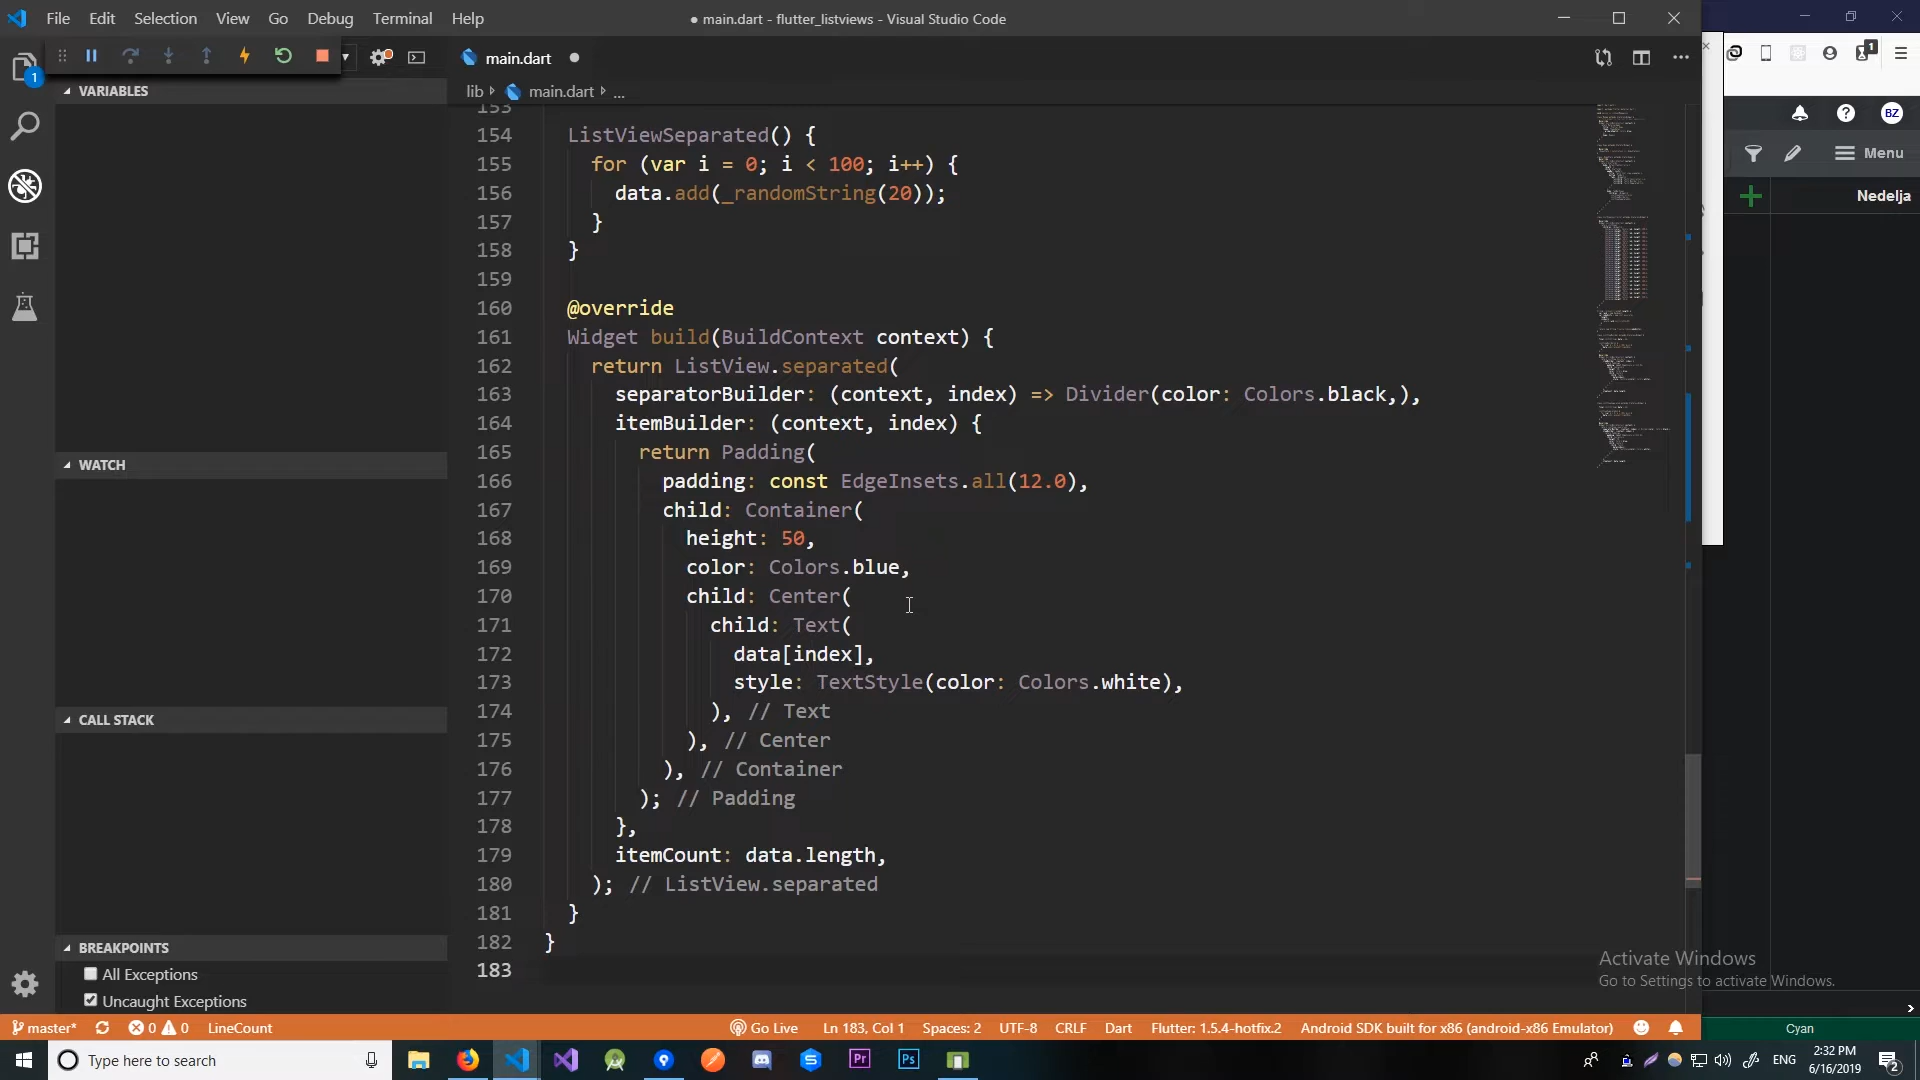 File Edit Selection View Go Debug Terminal Help
● main.dart - flutter_listviews - Visual Studio Code
main.dart
lib main.dart ...
1
VARIABLES
WATCH
CALL STACK
BREAKPOINTS
All Exceptions
Uncaught Exceptions
153
154 ListViewSeparated() {
155 for (var i = 0; i < 100; i++) {
156 data.add(_randomString(20));
157 }
158 }
159
160 @override
161 Widget build(BuildContext context) {
162 return ListView.separated(
163 separatorBuilder: (context, index) => Divider(color: Colors.black,),
164 itemBuilder: (context, index) {
165 return Padding(
166 padding: const EdgeInsets.all(12.0),
167 child: Container(
168 height: 50,
169 color: Colors.blue,
170 child: Center(
171 child: Text(
172 data[index],
173 style: TextStyle(color: Colors.white),
174 ), // Text
175 ), // Center
176 ), // Container
177 ); // Padding
178 },
179 itemCount: data.length,
180 ); // ListView.separated
181 }
182 }
183
1
BZ
Menu
Nedelja
Activate Windows
Go to Settings to activate Windows.
Cyan
master* 0 0 LineCount
Go Live Ln 183, Col 1 Spaces: 2 UTF-8 CRLF Dart Flutter: 1.5.4-hotfix.2 Android SDK built for x86 (android-x86 Emulator)
Type here to search
Pr Ps
ENG
2:32 PM
6/16/2019
2